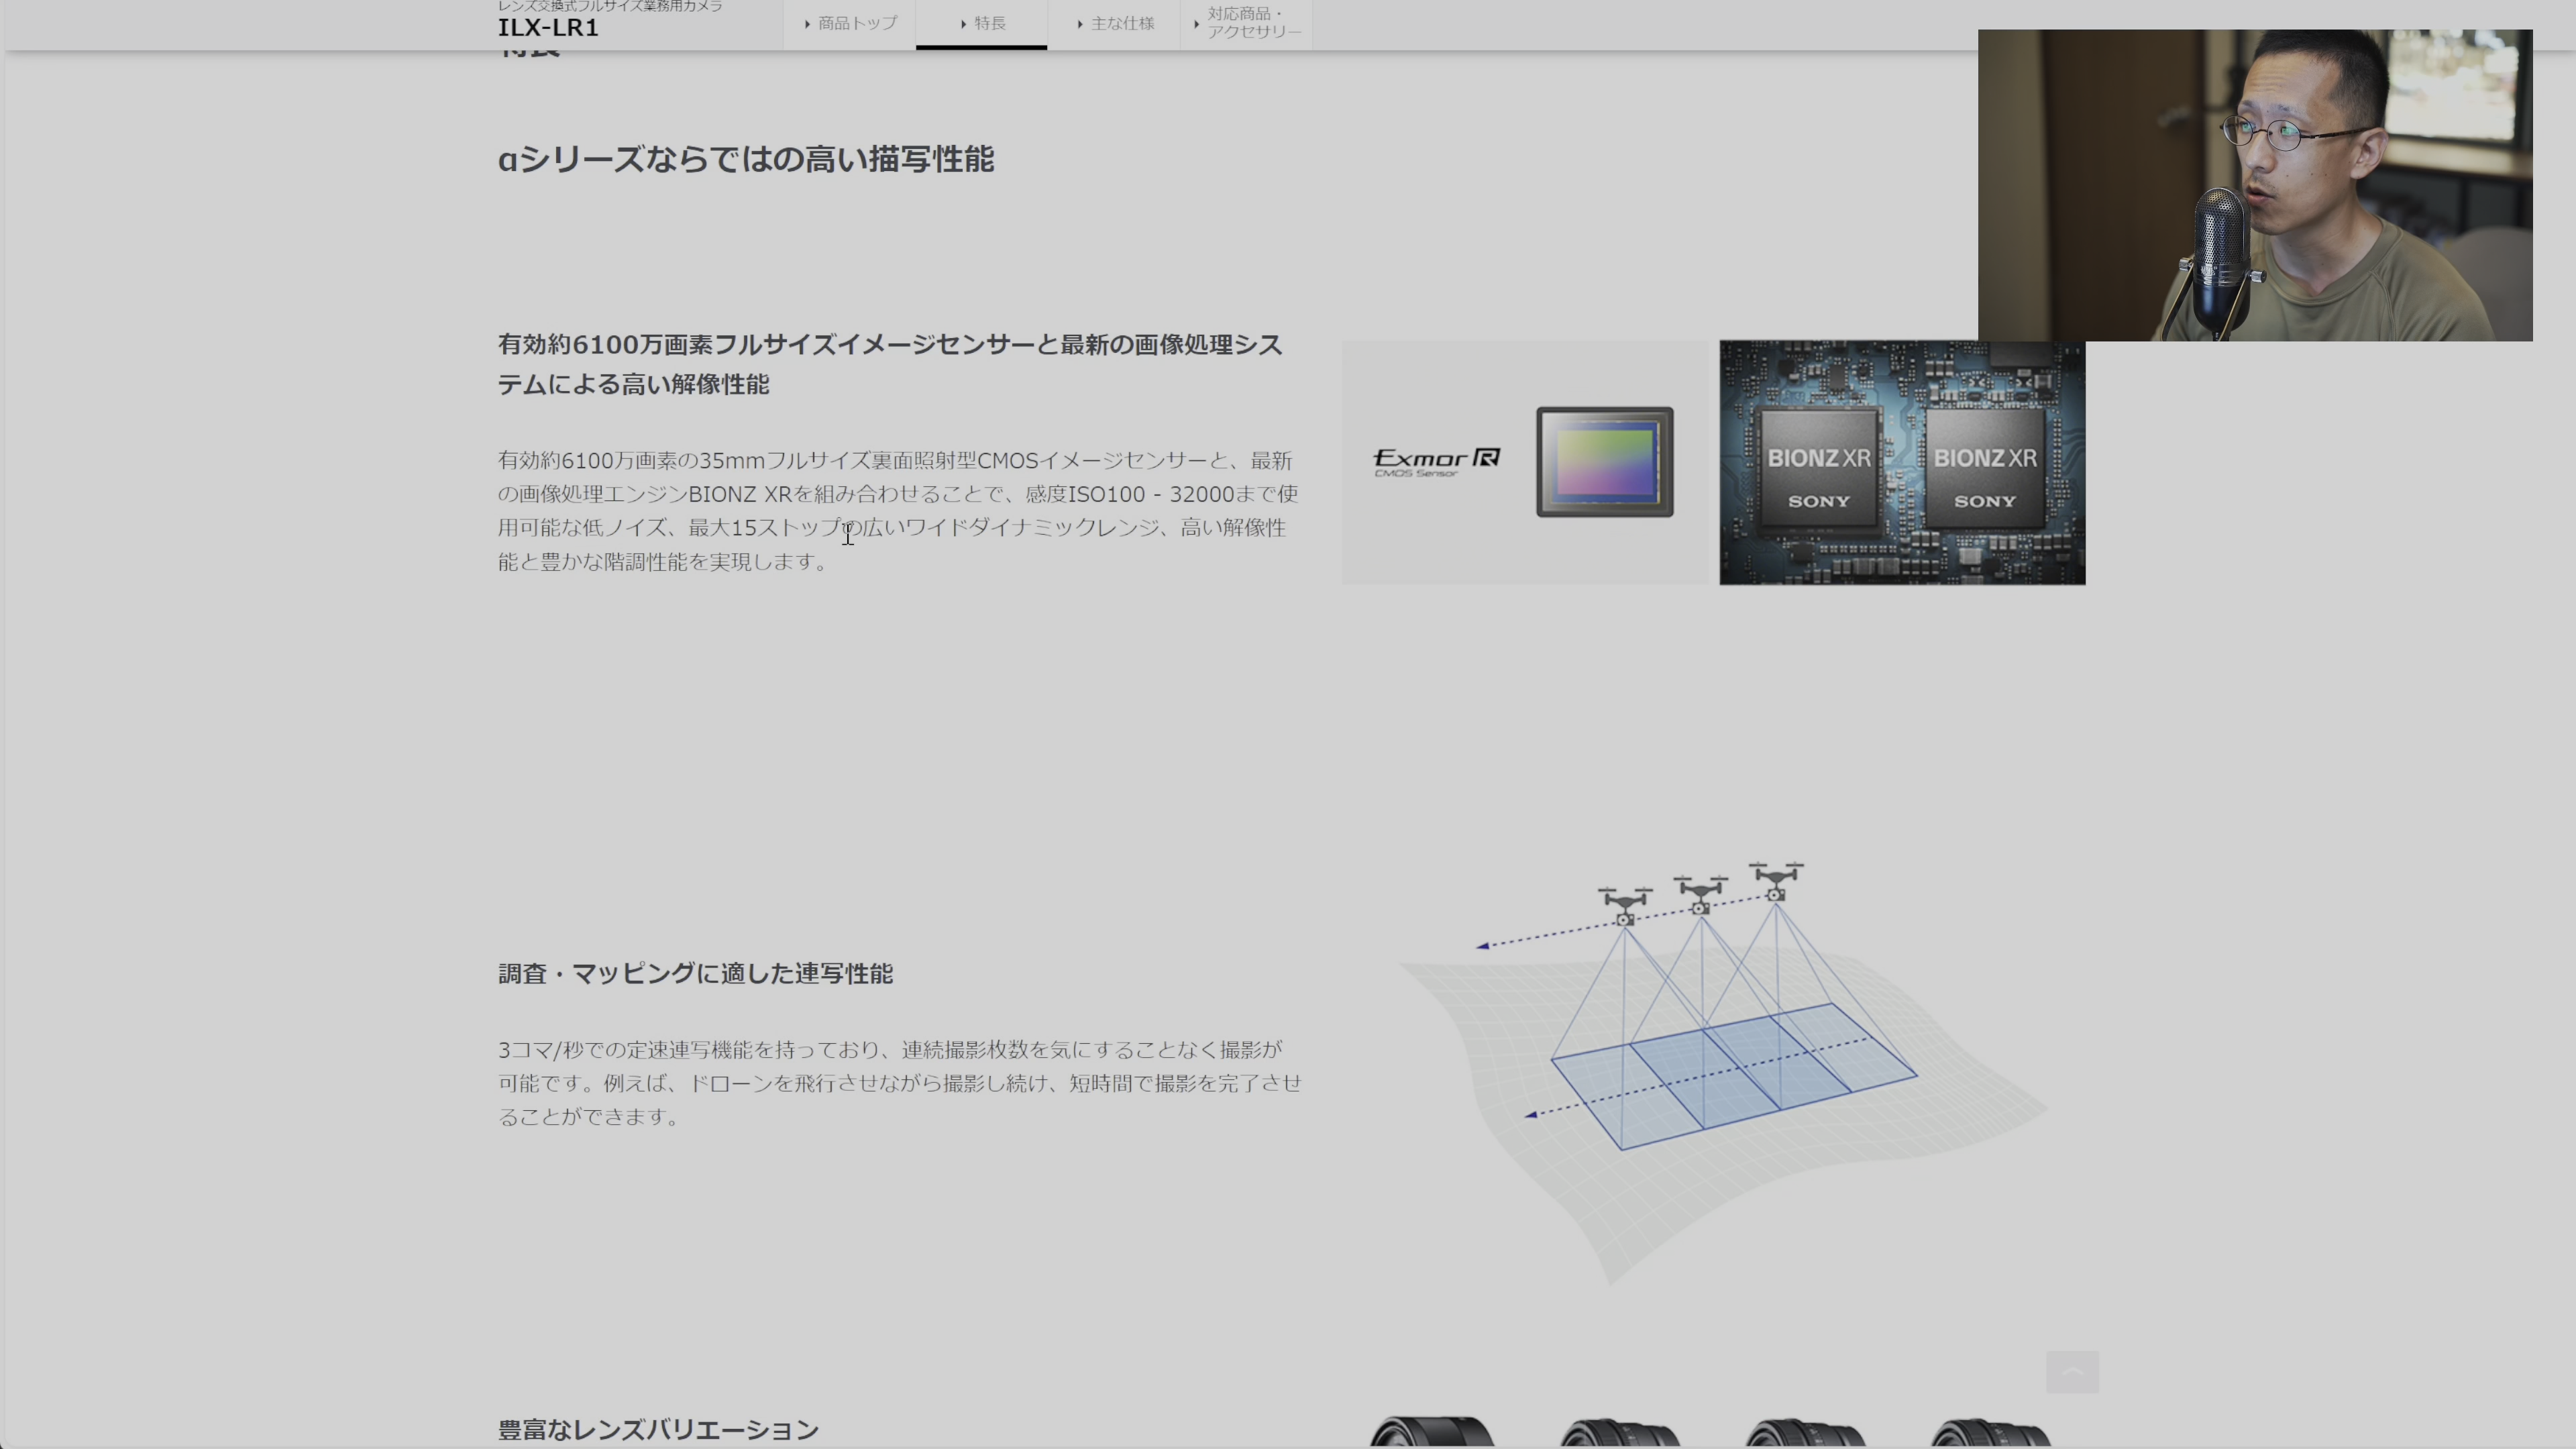 レンズ交換式フルサイズ業務用カメラ
ILX-LR1
商品トップ
特長
主な仕様
対応商品・
アクセサリー
特長
αシリーズならではの高い描写性能
有効約6100万画素フルサイズイメージセンサーと最新の画像処理シス
テムによる高い解像性能
有効約6100万画素の35mmフルサイズ裏面照射型CMOSイメージセンサーと、最新
の画像処理エンジンBIONZ XRを組み合わせることで、感度ISO100 - 32000まで使
用可能な低ノイズ、最大15ストップの広いワイドダイナミックレンジ、高い解像性
能と豊かな階調性能を実現します。
Exmor R
CMOS Sensor
BIONZ XR
SONY
BIONZ XR
SONY
調査・マッピングに適した連写性能
3コマ/秒での定速連写機能を持っており、連続撮影枚数を気にすることなく撮影が
可能です。例えば、ドローンを飛行させながら撮影し続け、短時間で撮影を完了させ
ることができます。
豊富なレンズバリエーション